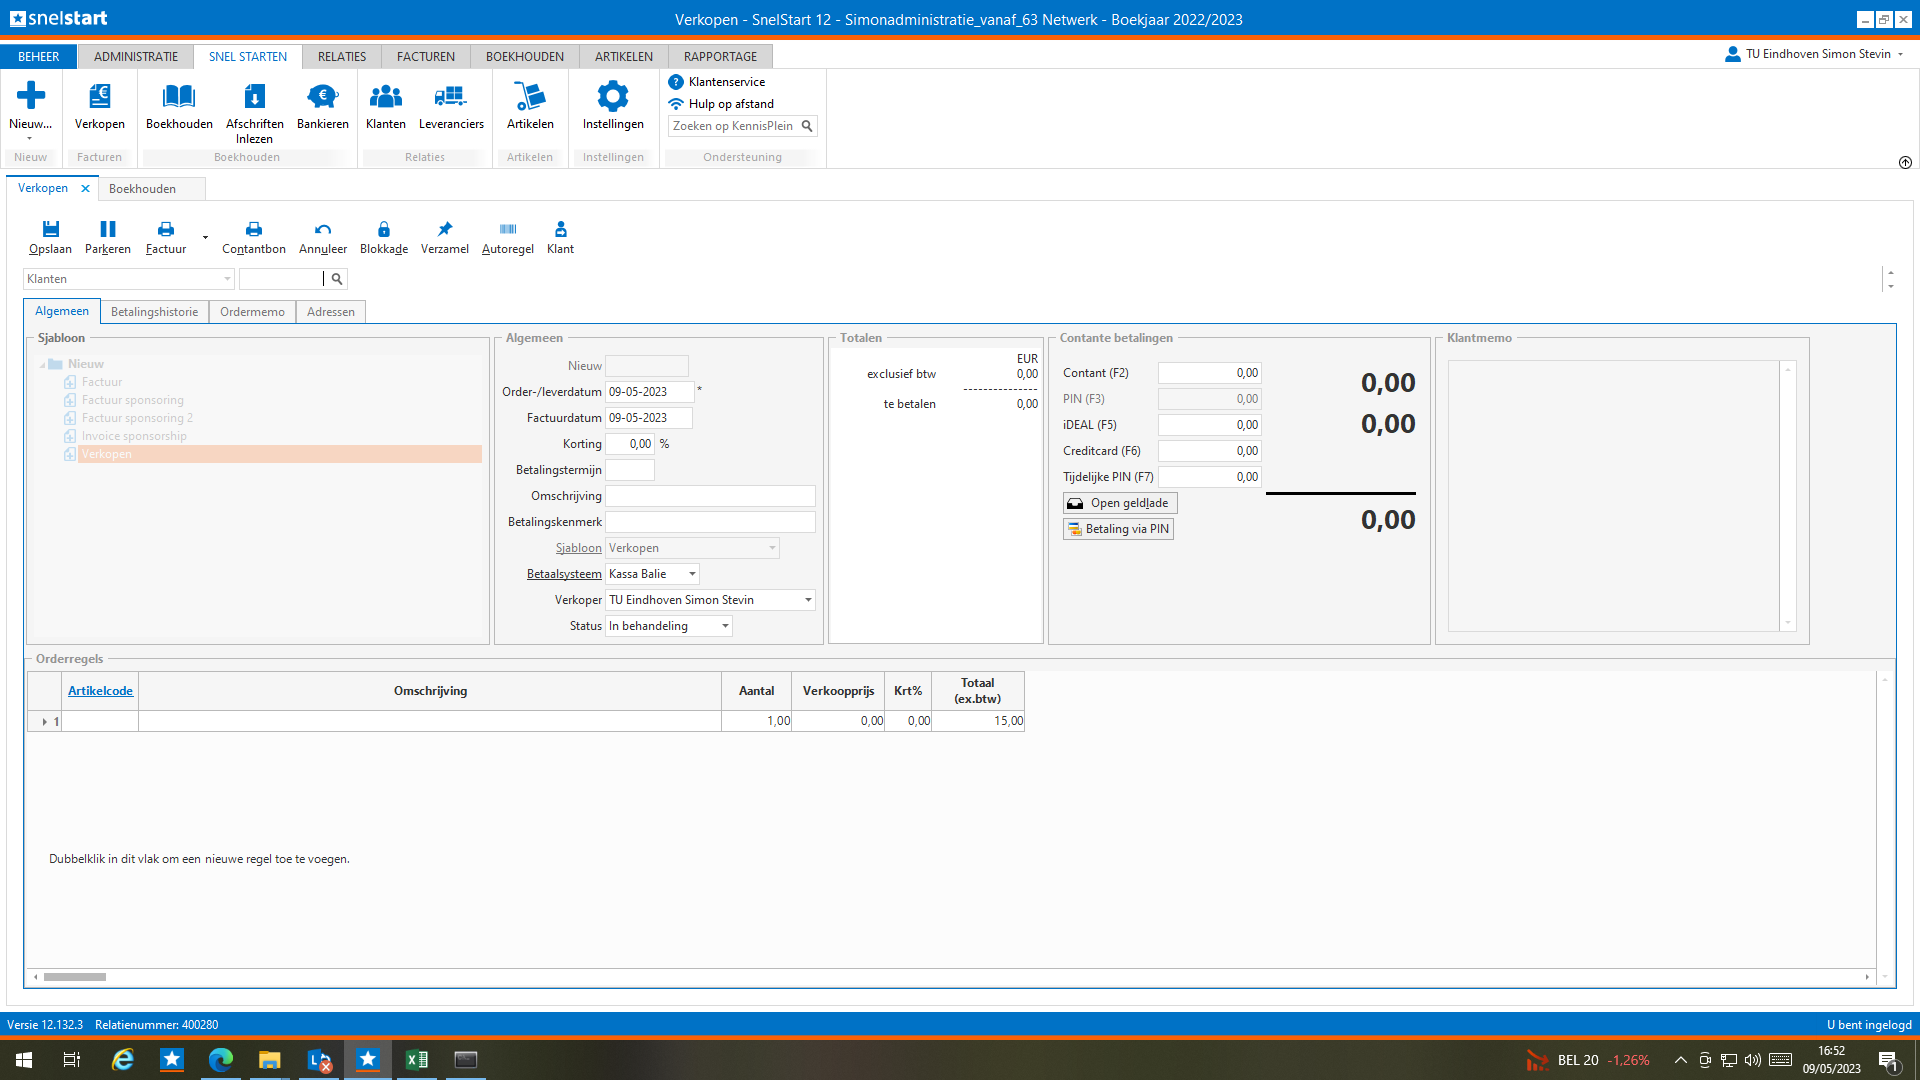 snelstart
Verkopen - SnelStart 12 - Simonadministratie_vanaf_63 Netwerk - Boekjaar 2022/2023
BEHEER ADMINISTRATIE SNEL STARTEN RELATIES FACTUREN BOEKHOUDEN ARTIKELEN RAPPORTAGE
TU Eindhoven Simon Stevin
Nieuw... Verkopen Boekhouden Afschriften Inlezen Bankieren Klanten Leveranciers Artikelen Instellingen
Klantenservice
Hulp op afstand
Zoeken op KennisPlein
Nieuw Facturen Boekhouden Relaties Artikelen Instellingen Ondersteuning
Verkopen Boekhouden
Opslaan Parkeren Factuur Contantbon Annuleer Blokkade Verzamel Autoregel Klant
Klanten
Algemeen Betalingshistorie Ordermemo Adressen
Sjabloon
Nieuw
Factuur
Factuur sponsoring
Factuur sponsoring 2
Invoice sponsorship
Verkopen
Algemeen
Nieuw
Order-/leverdatum 09-05-2023 *
Factuurdatum 09-05-2023
Korting 0,00 %
Betalingstermijn
Omschrijving
Betalingskenmerk
Sjabloon Verkopen
Betaalsysteem Kassa Balie
Verkoper TU Eindhoven Simon Stevin
Status In behandeling
Totalen
EUR
exclusief btw 0,00
te betalen 0,00
Contante betalingen
Contant (F2) 0,00 0,00
PIN (F3) 0,00
iDEAL (F5) 0,00 0,00
Creditcard (F6) 0,00
Tijdelijke PIN (F7) 0,00
Open geldlade
Betaling via PIN 0,00
Klantmemo
Orderregels
Artikelcode Omschrijving Aantal Verkoopprijs Krt% Totaal (ex.btw)
1 1,00 0,00 0,00 15,00
Dubbelklik in dit vlak om een nieuwe regel toe te voegen.
Versie 12.132.3 Relatienummer: 400280 U bent ingelogd
BEL 20 -1,26%
16:52
09/05/2023
1